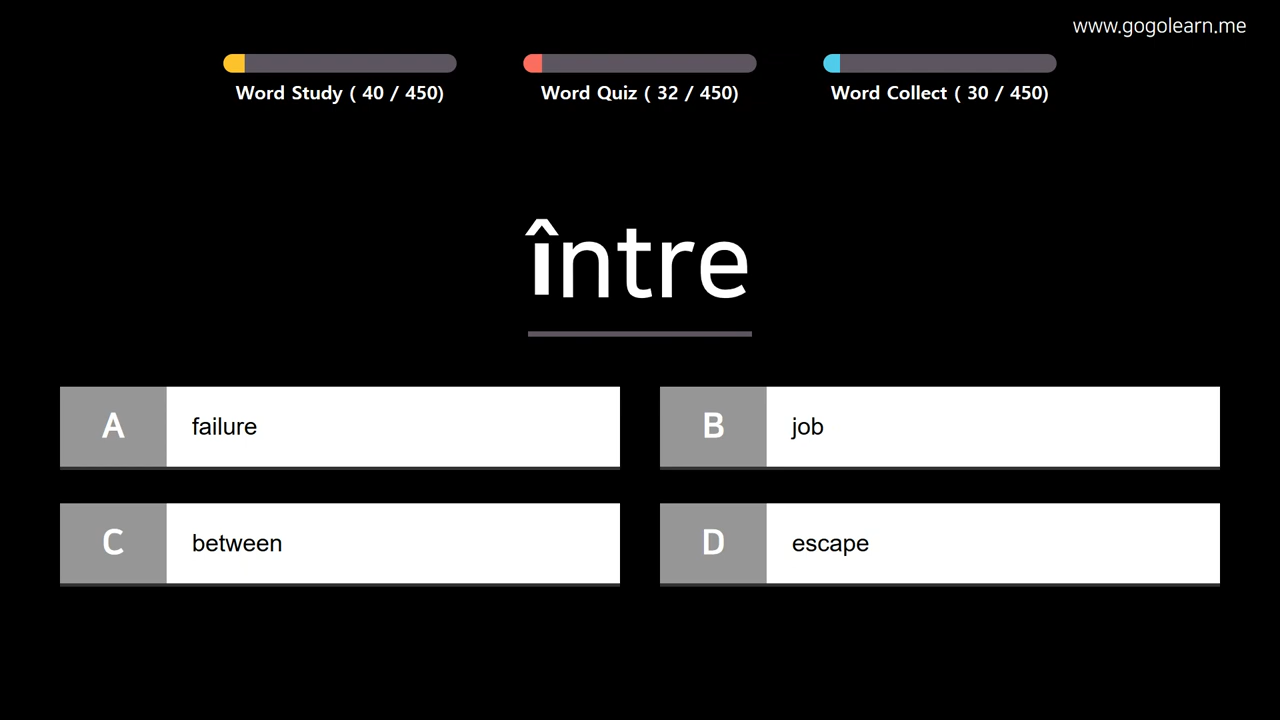 www.gogolearn.me
Word Study ( 40 / 450)
Word Quiz ( 32 / 450)
Word Collect ( 30 / 450)
între
A failure
B job
C between
D escape